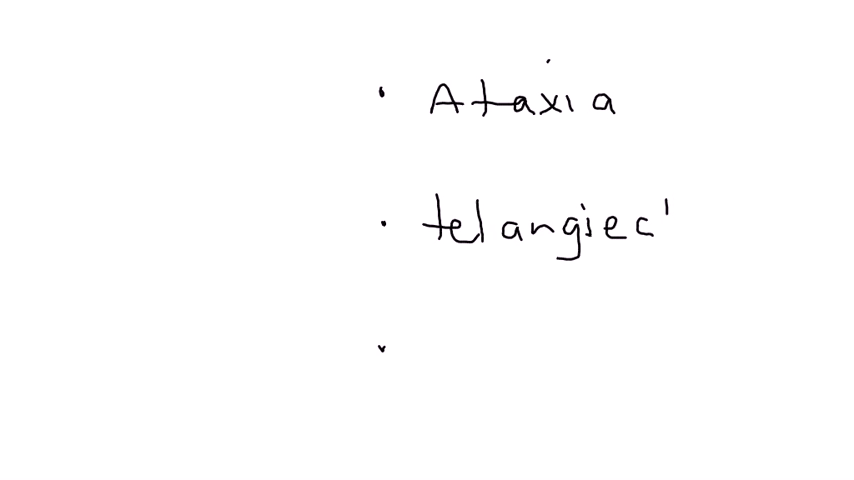 • Ataxia
• telangiec'
•